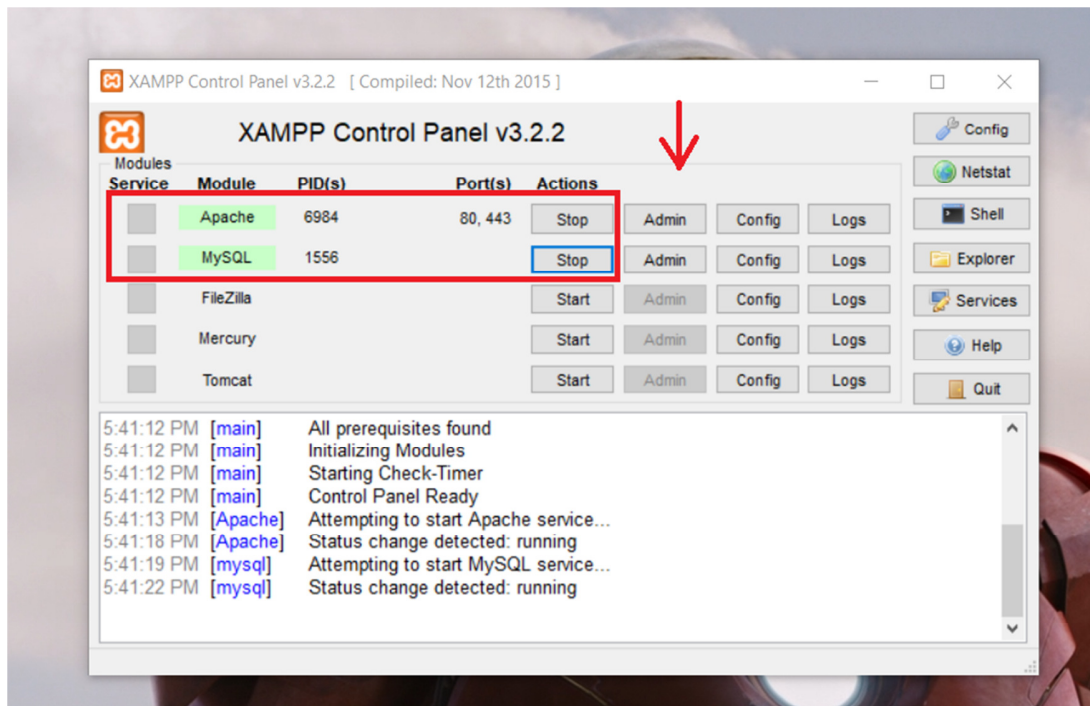 XAMPP Control Panel v3.2.2 [ Compiled: Nov 12th 2015 ]
XAMPP Control Panel v3.2.2
Modules
Service Module PID(s) Port(s) Actions
Apache 6984 80, 443 Stop Admin Config Logs
MySQL 1556 Stop Admin Config Logs
FileZilla Start Admin Config Logs
Mercury Start Admin Config Logs
Tomcat Start Admin Config Logs
Config
Netstat
Shell
Explorer
Services
Help
Quit
5:41:12 PM [main] All prerequisites found
5:41:12 PM [main] Initializing Modules
5:41:12 PM [main] Starting Check-Timer
5:41:12 PM [main] Control Panel Ready
5:41:13 PM [Apache] Attempting to start Apache service...
5:41:18 PM [Apache] Status change detected: running
5:41:19 PM [mysql] Attempting to start MySQL service...
5:41:22 PM [mysql] Status change detected: running